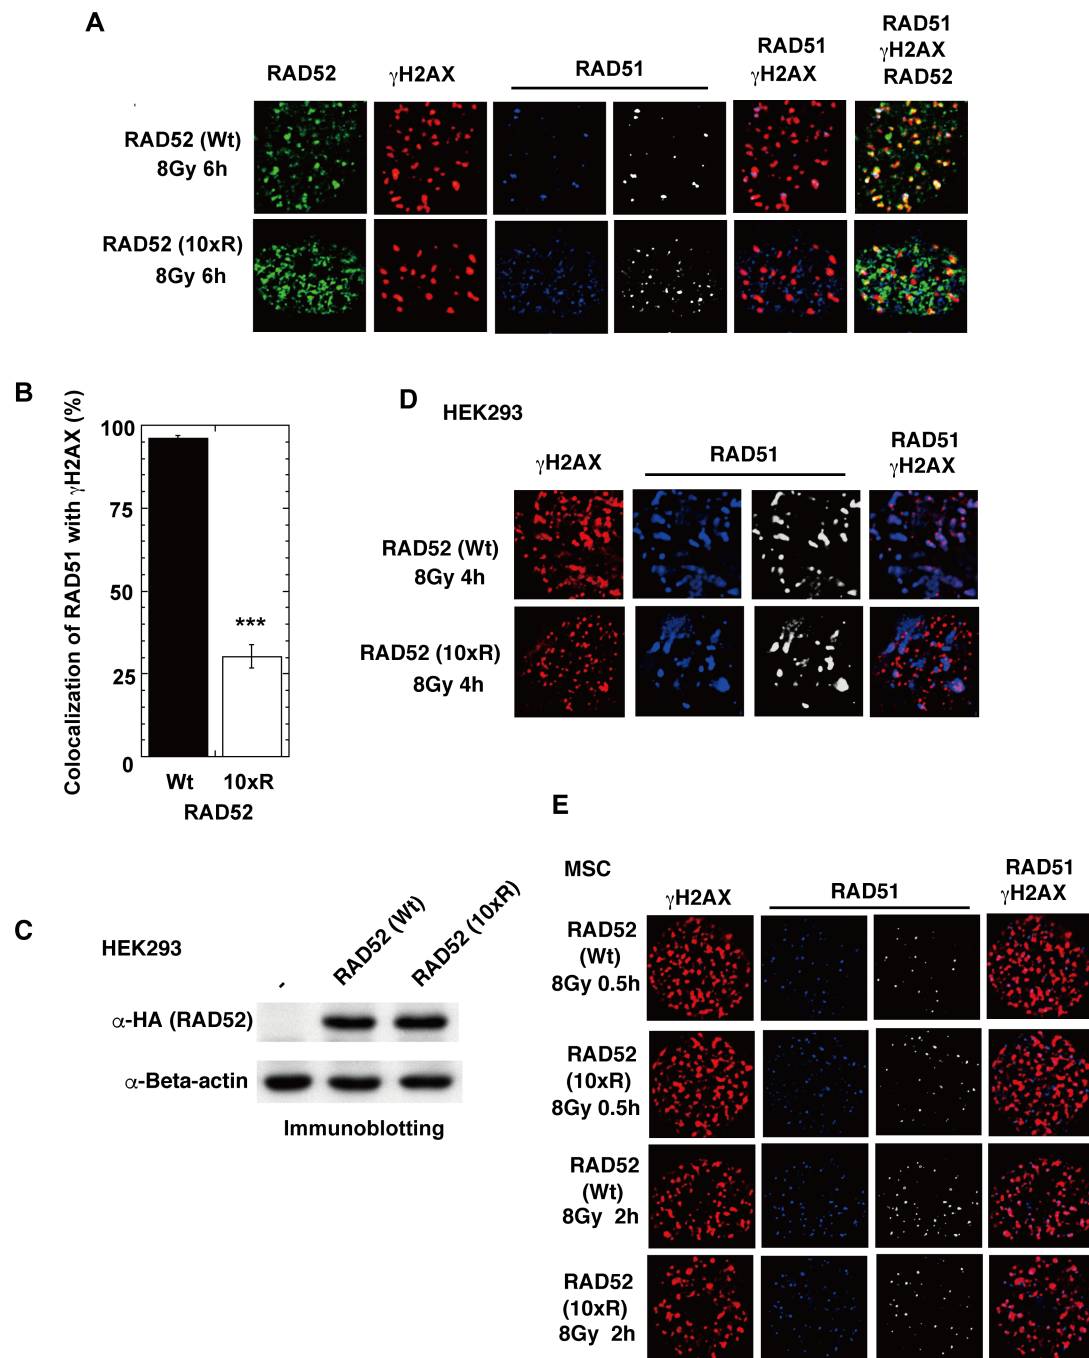 A
RAD52
γH2AX
RAD51
RAD51
γH2AX
RAD51
γH2AX
RAD52
RAD52 (Wt)
8Gy 6h
RAD52 (10xR)
8Gy 6h
B
Colocalization of RAD51 with γH2AX (%)
100
75
50
25
0
***
Wt
10xR
RAD52
D
HEK293
γH2AX
RAD51
RAD51
γH2AX
RAD52 (Wt)
8Gy 4h
RAD52 (10xR)
8Gy 4h
C
HEK293
-
RAD52 (Wt)
RAD52 (10xR)
α-HA (RAD52)
α-Beta-actin
Immunoblotting
E
MSC
γH2AX
RAD51
RAD51
γH2AX
RAD52
(Wt)
8Gy 0.5h
RAD52
(10xR)
8Gy 0.5h
RAD52
(Wt)
8Gy 2h
RAD52
(10xR)
8Gy 2h